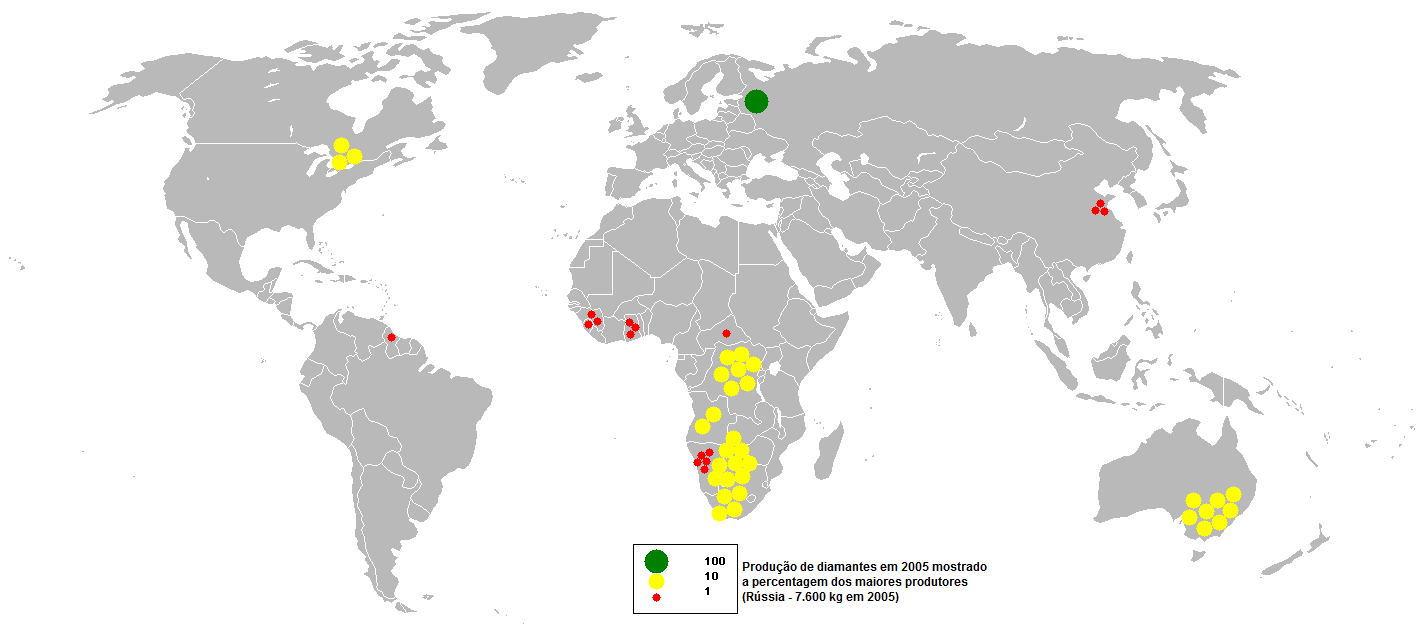 100
10
1
Produção de diamantes em 2005 mostrado
a percentagem dos maiores produtores
(Rússia - 7.600 kg em 2005)